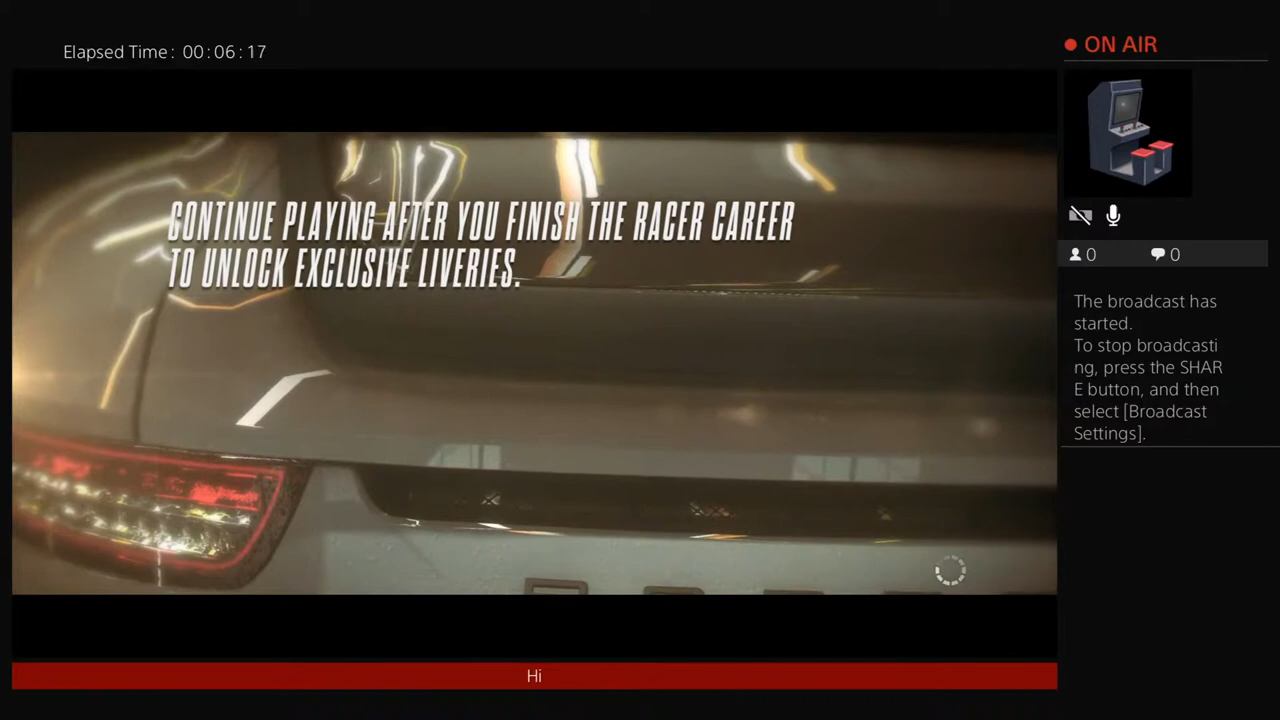 Elapsed Time: 00:06:17
ON AIR
CONTINUE PLAYING AFTER YOU FINISH THE RACER CAREER
TO UNLOCK EXCLUSIVE LIVERIES.
0 0
The broadcast has
started.
To stop broadcasti
ng, press the SHAR
E button, and then
select [Broadcast
Settings].
Hi